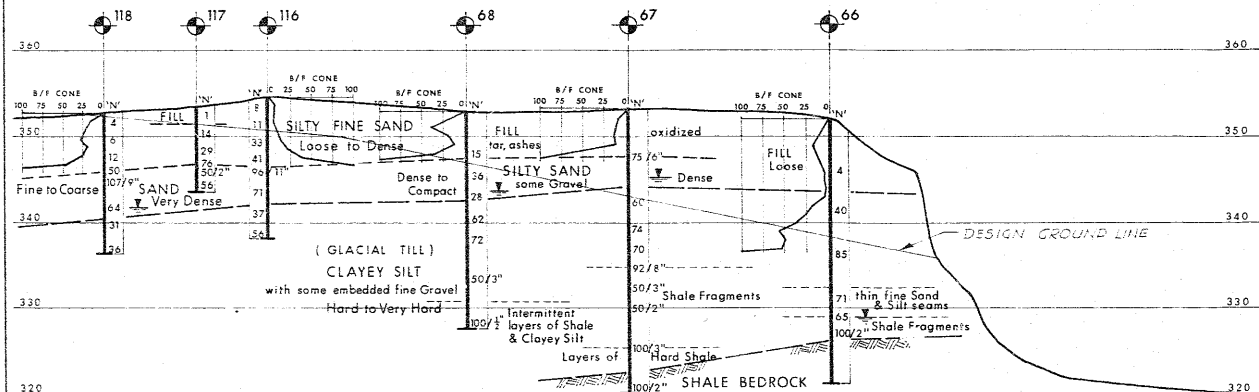 118 117 116 68 67 66
360 360
B/F CONE B/F CONE B/F CONE B/F CONE B/F CONE
100 75 50 25 0 'N' 'N' 25 50 75 100 'N' 100 75 50 25 0 'N' 100 75 50 25 0 'N' 100 75 50 25 0 'N'
350 350
340 340
330 330
320 320
4
6
12
50
107/9"
64
31
36
1
14
29
76
50/2"
56
8
11
33
41
96/11"
71
37
56
15
36
28
62
72
50/3"
100/½"
75/6"
60
74
70
92/8"
50/3"
50/2"
100/3"
100/2"
4
40
85
71
65
100/2"
FILL
SILTY FINE SAND
Loose to Dense
Fine to Coarse
SAND
Very Dense
(GLACIAL TILL)
CLAYEY SILT
with some embedded fine Gravel
Hard to Very Hard
FILL
tar, ashes
SILTY SAND
some Gravel
Dense to
Compact
oxidized
Dense
Intermittent
layers of Shale
& Clayey Silt
Shale Fragments
Layers of Hard Shale
SHALE BEDROCK
FILL
Loose
DESIGN GROUND LINE
thin fine Sand
& Silt seams
Shale Fragments